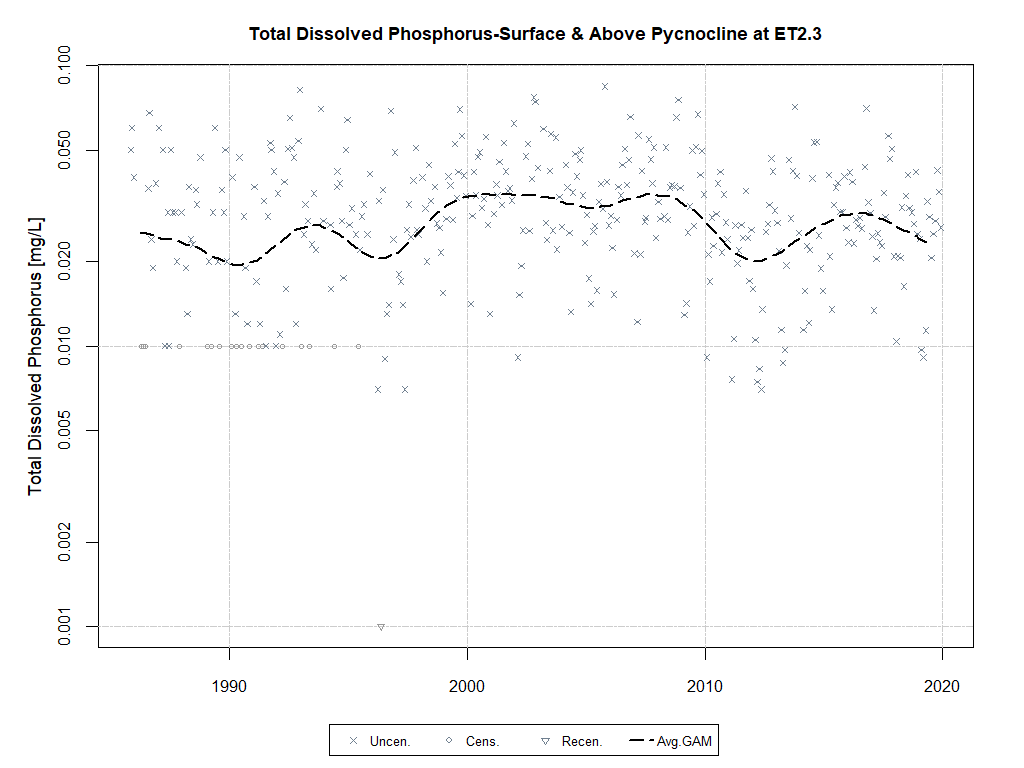 Total Dissolved Phosphorus-Surface & Above Pycnocline at ET2.3
Total Dissolved Phosphorus [mg/L]
0.100
0.050
0.020
0.010
0.005
0.002
0.001
1990 2000 2010 2020
Uncen. Cens. Recen. Avg.GAM